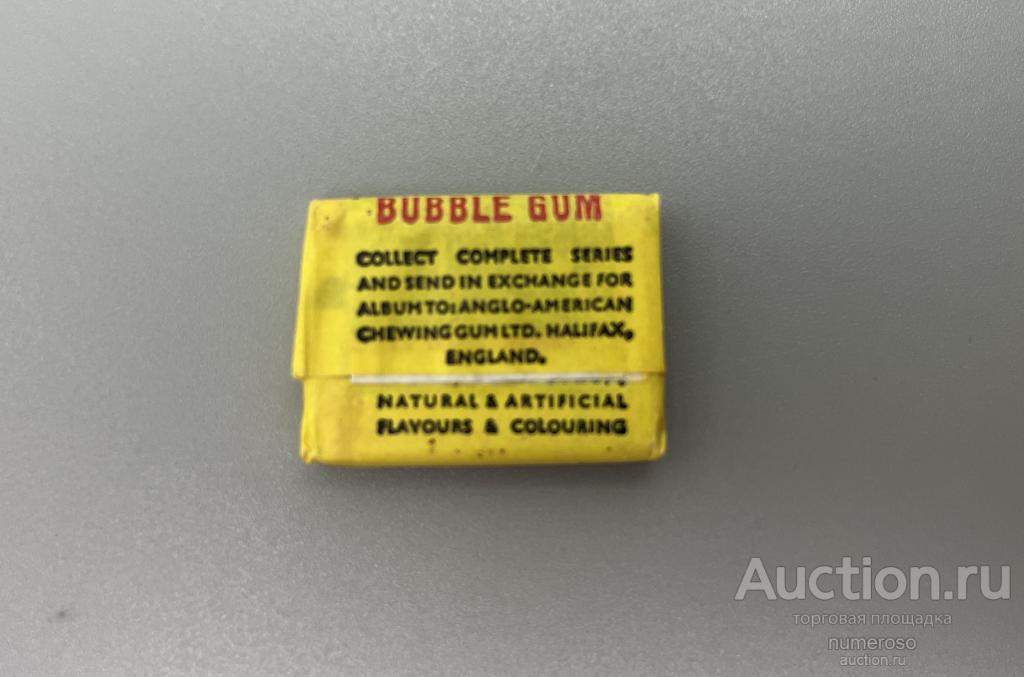 BUBBLE GUM
COLLECT COMPLETE SERIES
AND SEND IN EXCHANGE FOR
ALBUM TO: ANGLO-AMERICAN
CHEWING GUM LTD. HALIFAX,
ENGLAND.
NATURAL & ARTIFICIAL
FLAVOURS & COLOURING
Auction.ru
торговая площадка
numeroso
auction.ru